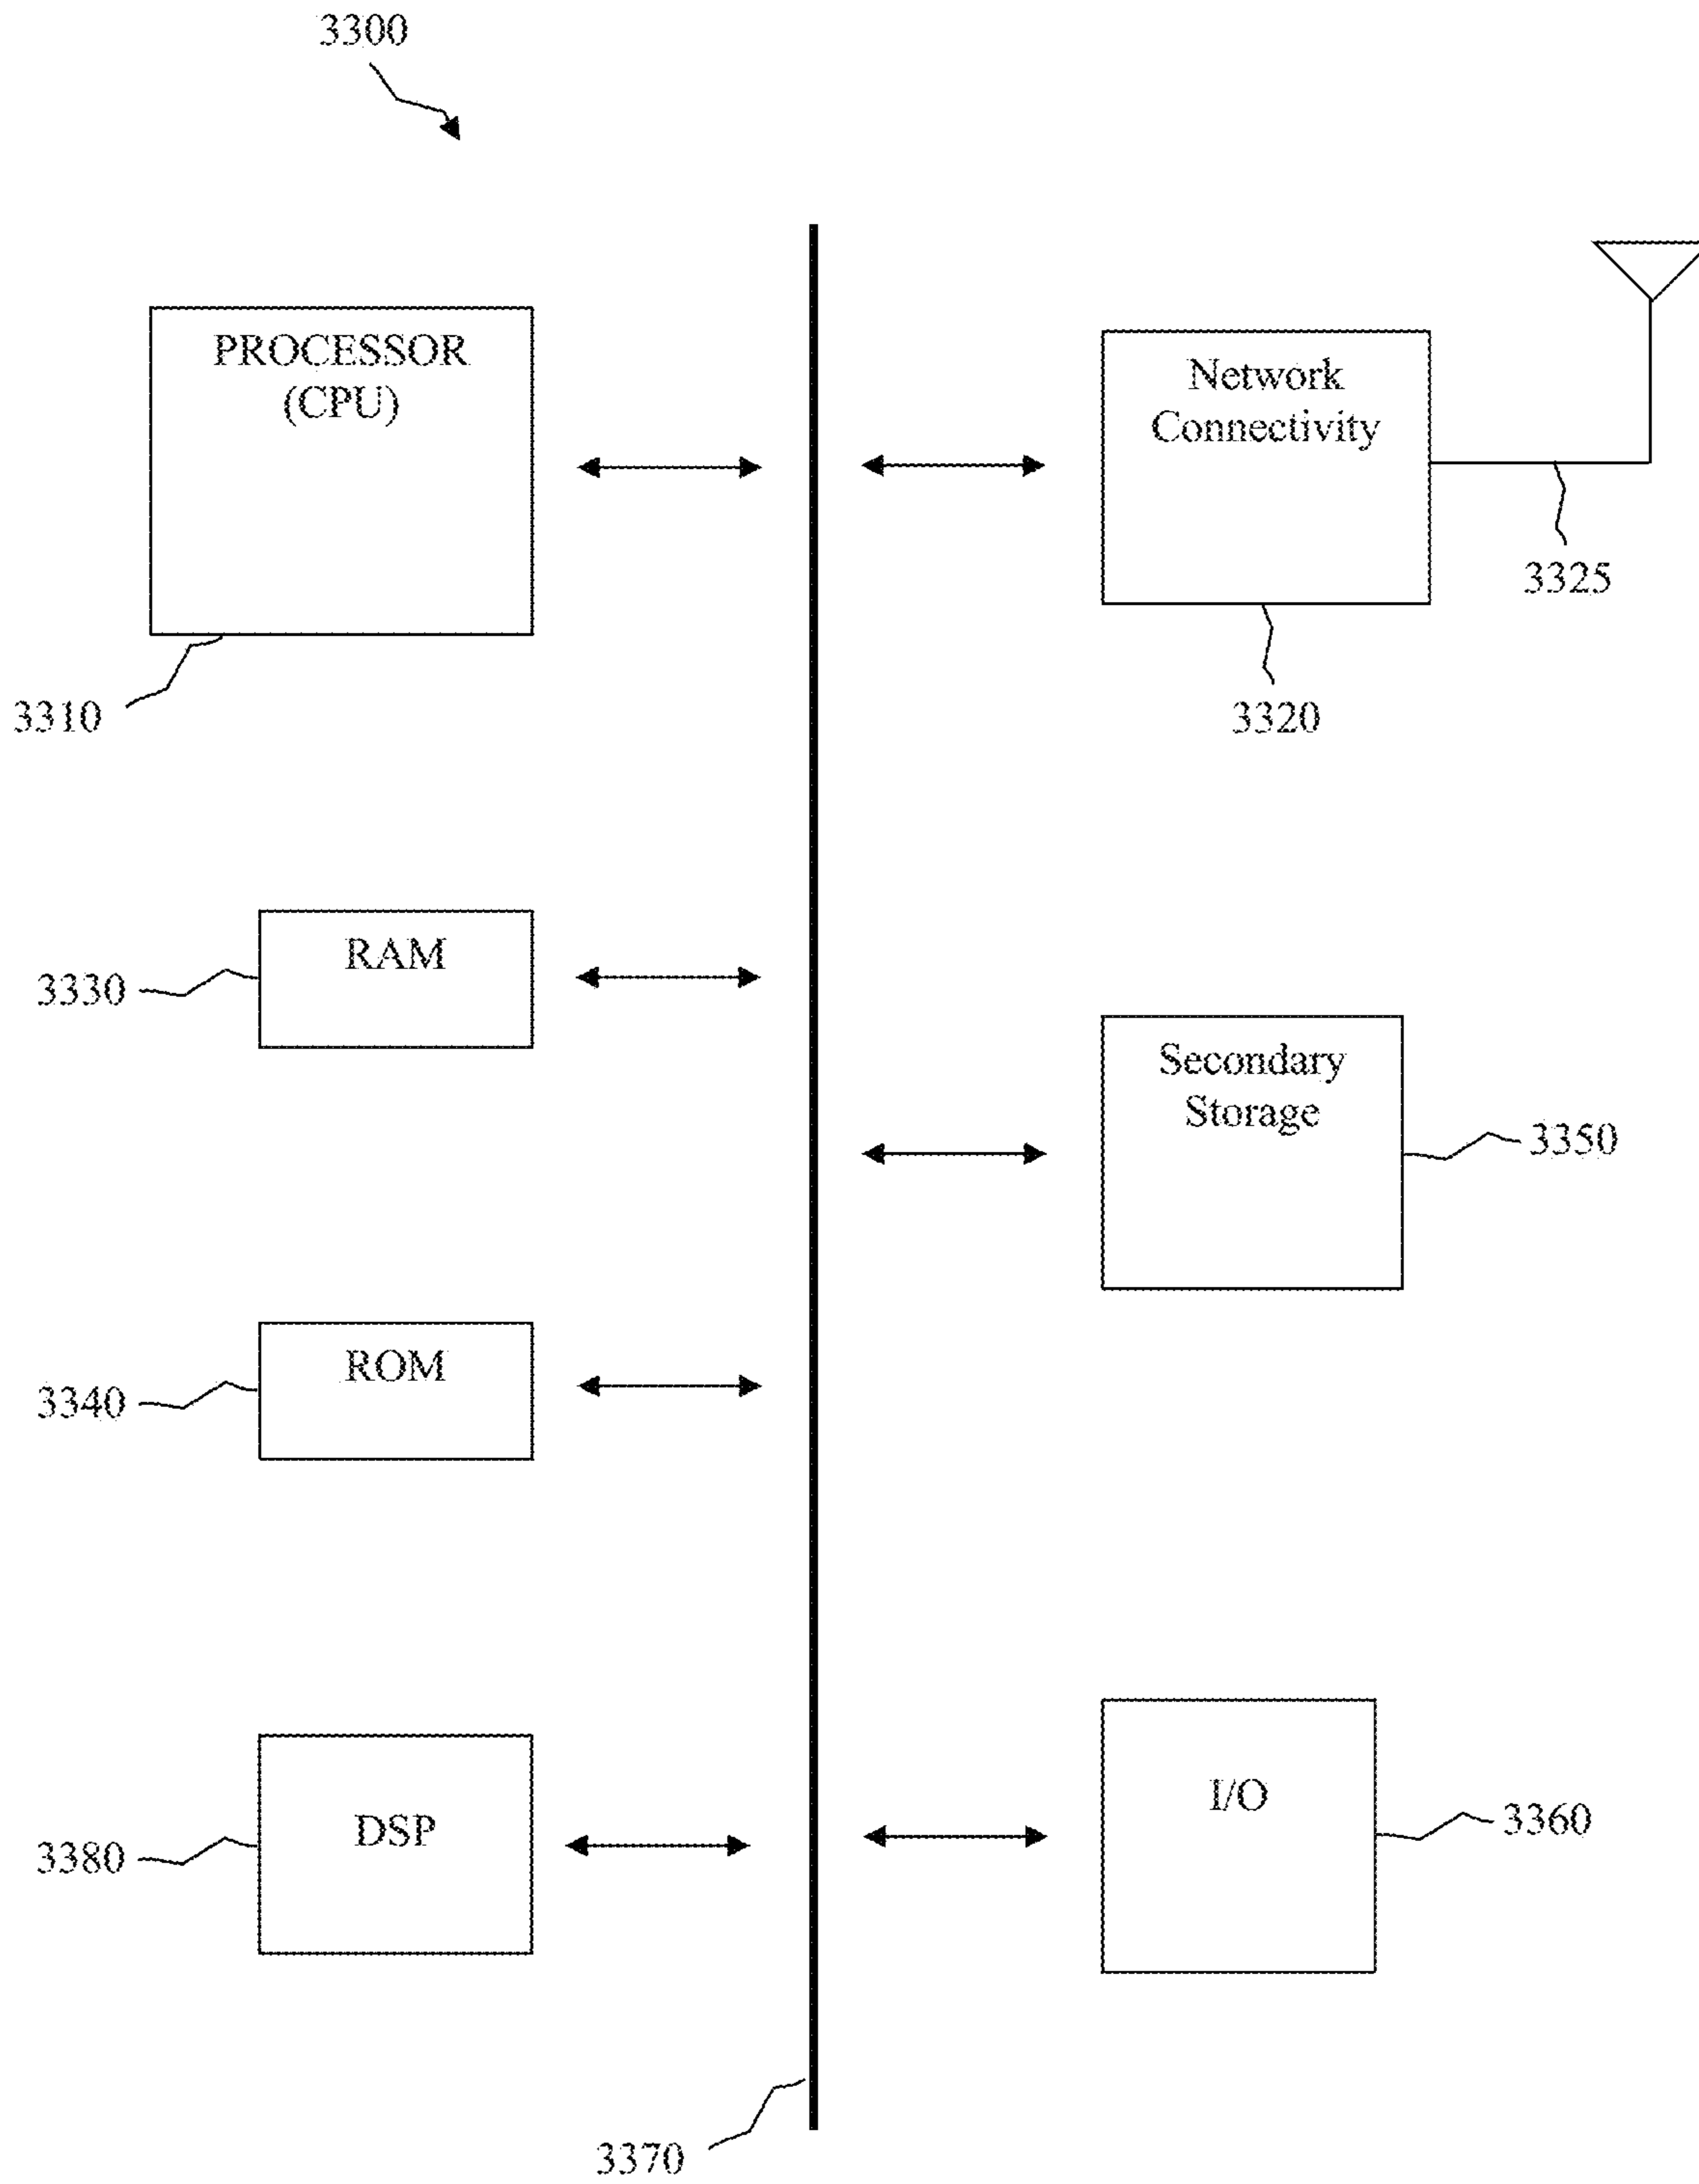 3300
PROCESSOR
(CPU)
3310
Network
Connectivity
3325
3320
RAM
3330
Secondary
Storage
3350
ROM
3340
DSP
3380
I/O
3360
3370